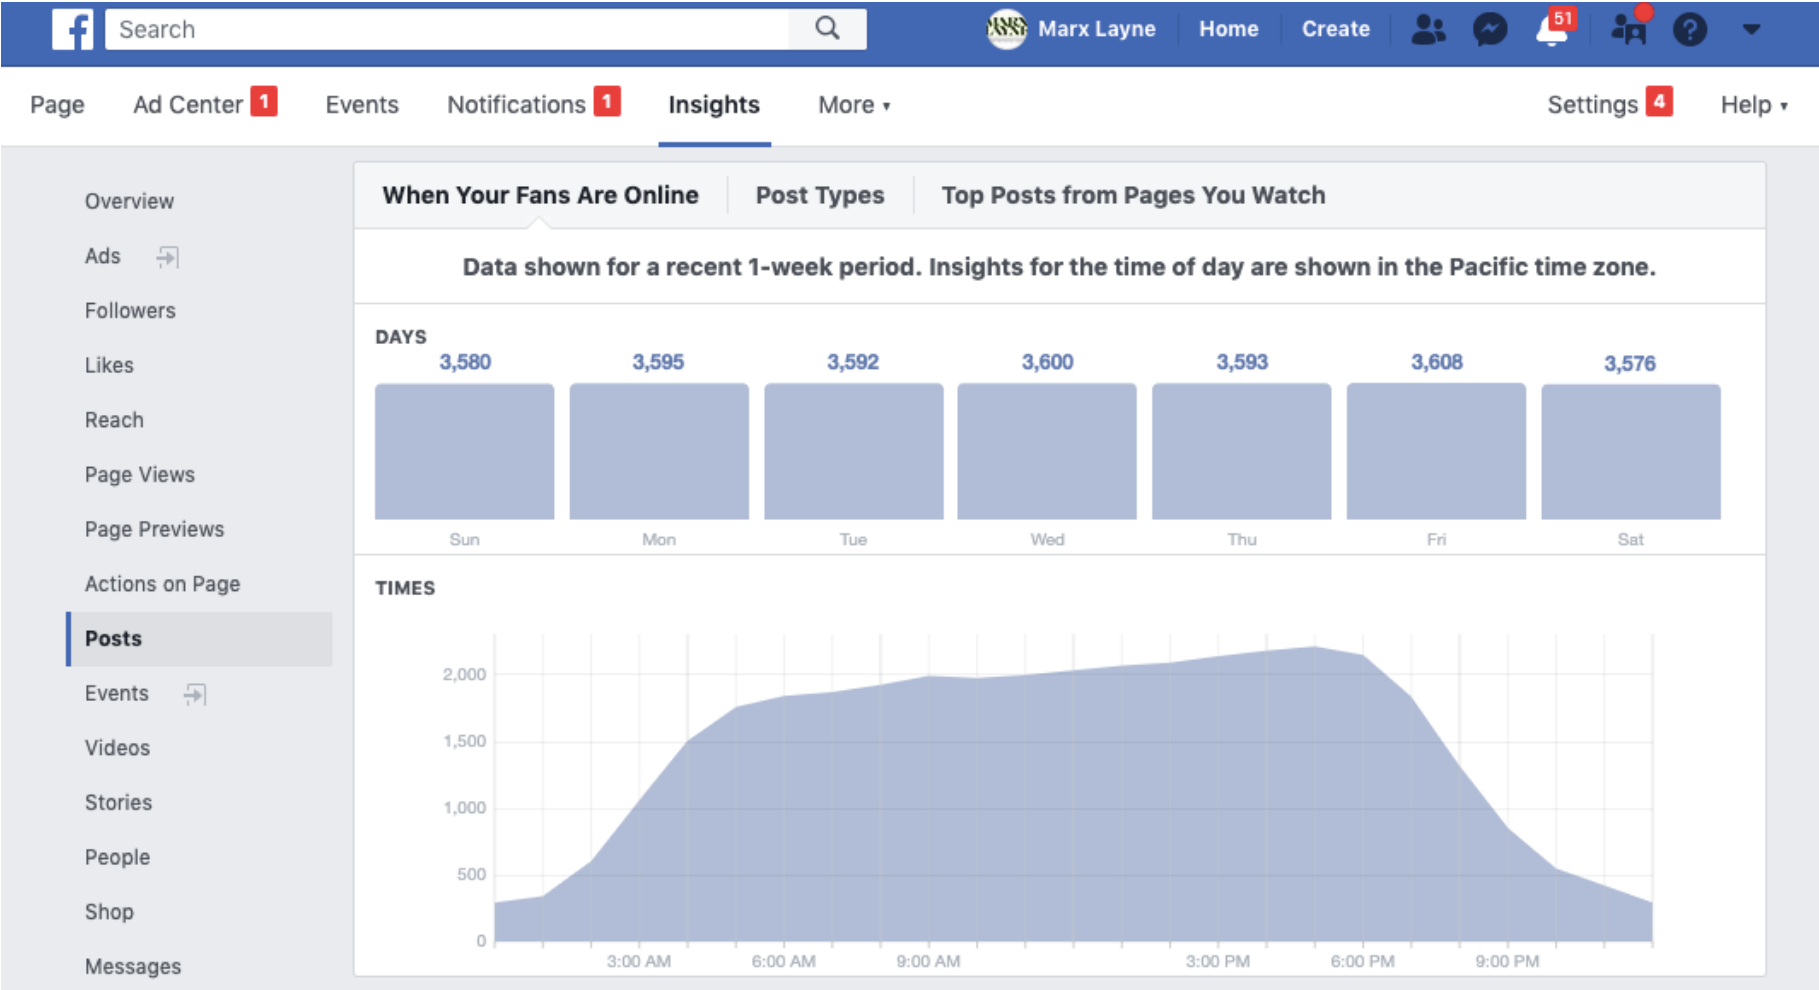 f Search Marx Layne Home Create 51
Page Ad Center 1 Events Notifications 1 Insights More Settings 4 Help
Overview
Ads
Followers
Likes
Reach
Page Views
Page Previews
Actions on Page
Posts
Events
Videos
Stories
People
Shop
Messages
When Your Fans Are Online Post Types Top Posts from Pages You Watch
Data shown for a recent 1-week period. Insights for the time of day are shown in the Pacific time zone.
DAYS
3,580 3,595 3,592 3,600 3,593 3,608 3,576
Sun Mon Tue Wed Thu Fri Sat
TIMES
2,000
1,500
1,000
500
0
3:00 AM 6:00 AM 9:00 AM 3:00 PM 6:00 PM 9:00 PM